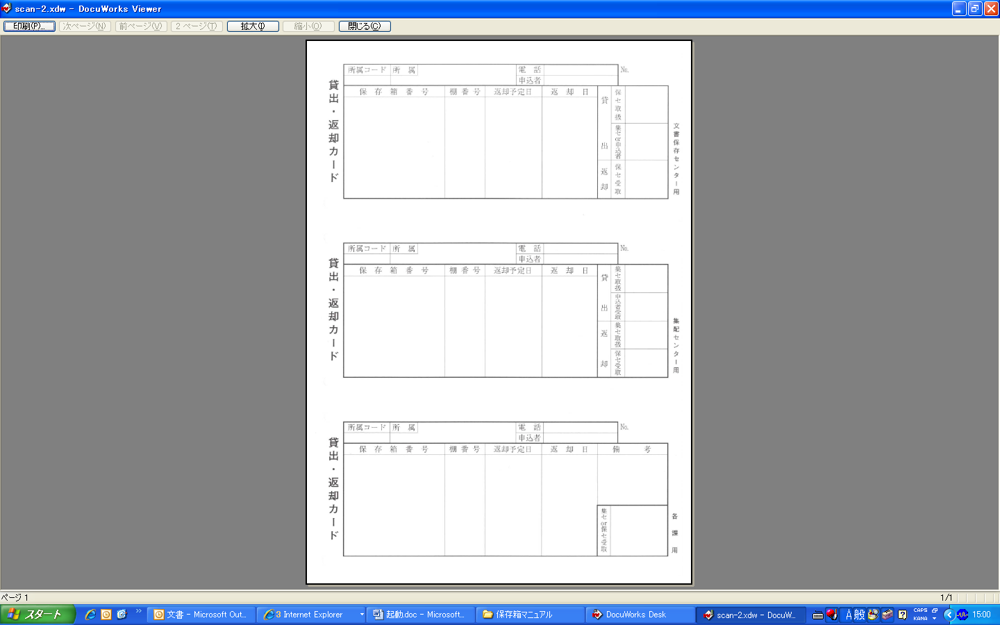 scan-2.xdw - DocuWorks Viewer
印刷(P)... 次ページ(N) 前ページ(V) 2 ページ(T) 拡大(I) 縮小(O) 閉じる(C)
所属コード 所 属 電 話 No.
申込者
貸出・返却カード
保 存 箱 番 号 棚 番 号 返却予定日 返 却 日
貸出
保セ取扱
集セor申込者
返却
保セ受取
文書保存センター用
所属コード 所 属 電 話 No.
申込者
貸出・返却カード
保 存 箱 番 号 棚 番 号 返却予定日 返 却 日
貸出
集セ取扱
申込者受取
返却
集セ取扱
保セ受取
集配センター用
所属コード 所 属 電 話 No.
申込者
貸出・返却カード
保 存 箱 番 号 棚 番 号 返却予定日 返 却 日 備 考
集セor保セ受取
各課用
ページ 1 1/1
スタート » 文書 - Microsoft Out... 3 Internet Explorer 起動.doc - Microsoft... 保存箱マニュアル DocuWorks Desk scan-2.xdw - DocuW... A 般 CAPS KANA 15:00